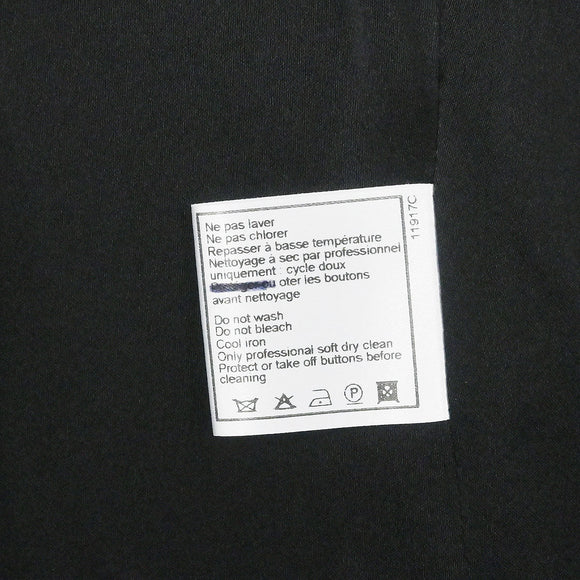 Ne pas laver
Ne pas chlorer
Repasser à basse température
Nettoyage à sec par professionnel
uniquement : cycle doux
oter les boutons
avant nettoyage
Do not wash
Do not bleach
Cool iron
Only professional soft dry clean
Protect or take off buttons before
cleaning
P
11917C